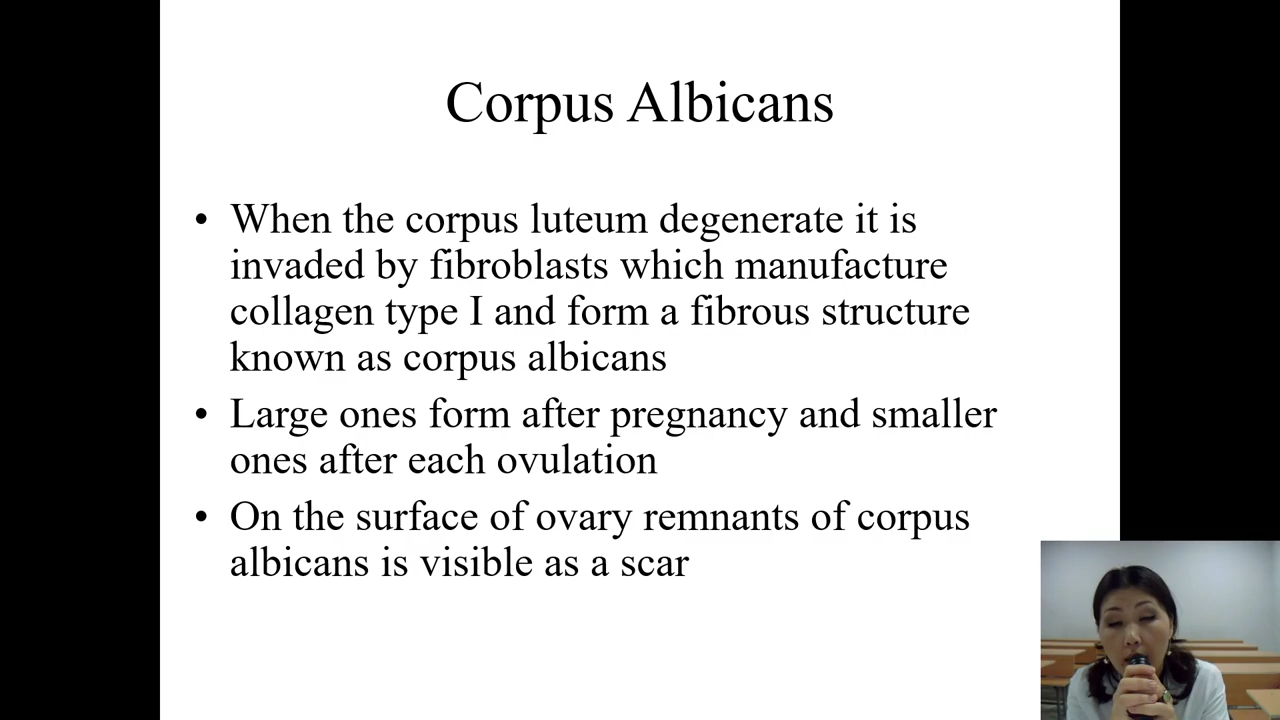 Corpus Albicans
• When the corpus luteum degenerate it is
invaded by fibroblasts which manufacture
collagen type I and form a fibrous structure
known as corpus albicans
• Large ones form after pregnancy and smaller
ones after each ovulation
• On the surface of ovary remnants of corpus
albicans is visible as a scar